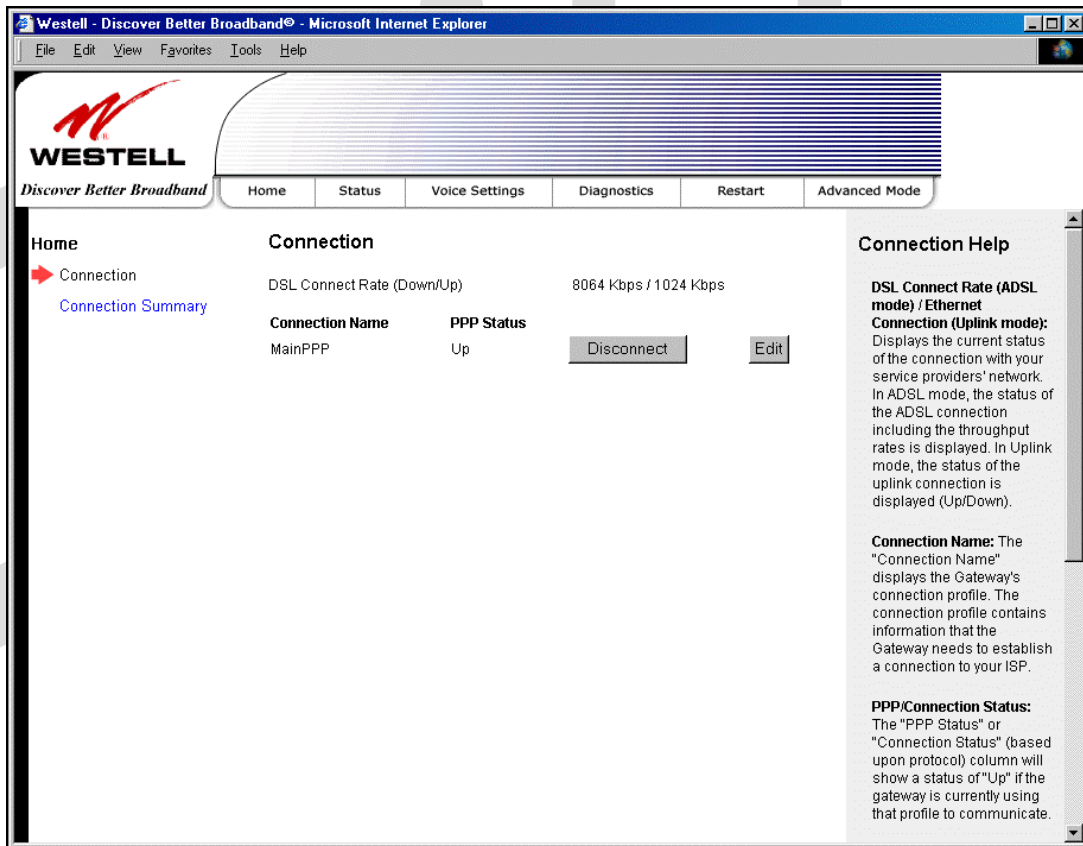 Westell - Discover Better Broadband© - Microsoft Internet Explorer
File Edit View Favorites Tools Help
WESTELL
Discover Better Broadband
Home Status Voice Settings Diagnostics Restart Advanced Mode
Home
Connection
Connection Summary
Connection
DSL Connect Rate (Down/Up) 8064 Kbps / 1024 Kbps
Connection Name PPP Status
MainPPP Up Disconnect Edit
Connection Help
DSL Connect Rate (ADSL
mode) / Ethernet
Connection (Uplink mode):
Displays the current status
of the connection with your
service providers' network.
In ADSL mode, the status of
the ADSL connection
including the throughput
rates is displayed. In Uplink
mode, the status of the
uplink connection is
displayed (Up/Down).
Connection Name: The
"Connection Name"
displays the Gateway's
connection profile. The
connection profile contains
information that the
Gateway needs to establish
a connection to your ISP.
PPP/Connection Status:
The "PPP Status" or
"Connection Status" (based
upon protocol) column will
show a status of "Up" if the
gateway is currently using
that profile to communicate.